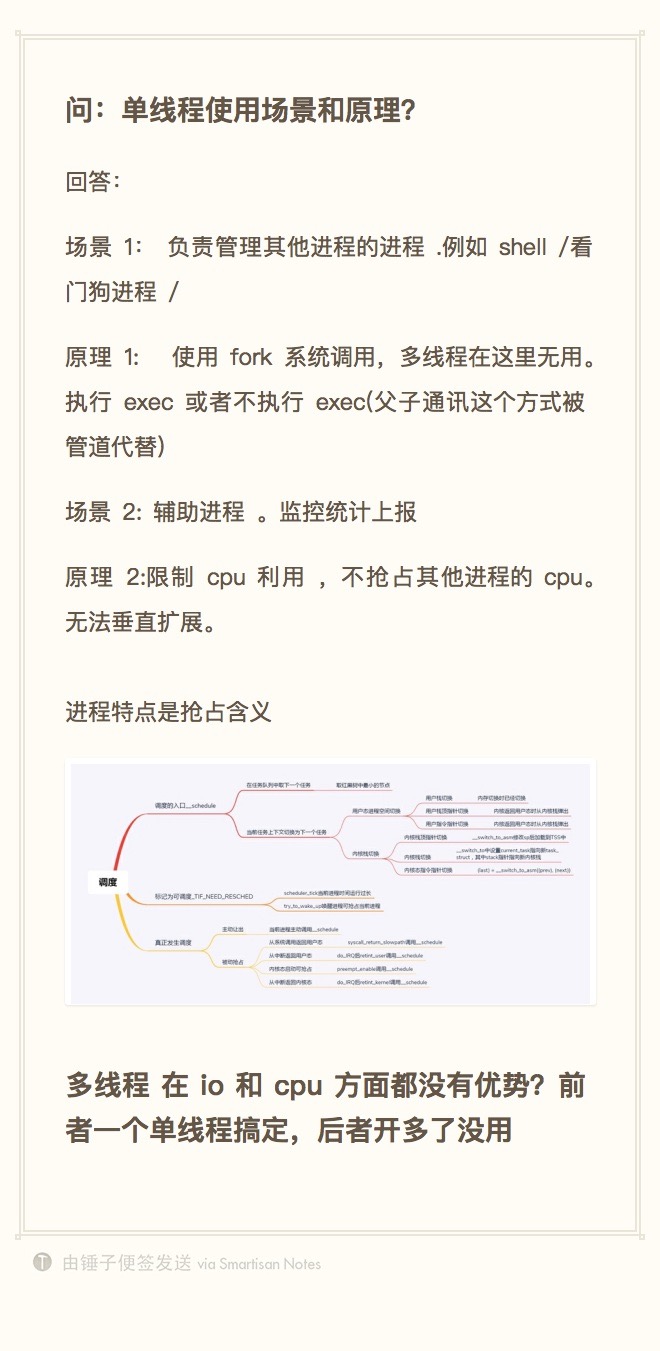 问：单线程使用场景和原理？
回答：
场景 1： 负责管理其他进程的进程 .例如 shell /看
门狗进程 /
原理 1: 使用 fork 系统调用，多线程在这里无用。
执行 exec 或者不执行 exec(父子通讯这个方式被
管道代替)
场景 2: 辅助进程 。监控统计上报
原理 2:限制 cpu 利用 ，不抢占其他进程的 cpu。
无法垂直扩展。
进程特点是抢占含义
调度
调度的入口__schedule
在任务队列中取下一个任务 取红黑树中最小的节点
当前任务上下文切换为下一个任务
用户态进程空间切换
用户栈切换 内存切换时已经切换
用户栈顶指针切换 内核返回用户态时从内核栈弹出
用户指令指针切换 内核返回用户态时从内核栈弹出
内核栈切换
内核栈顶指针切换 __switch_to_asm修改sp后加载到TSS中
内核栈切换 __switch_to中设置current_task指向新task_
struct，其中stack指针指向新内核栈
内核态指令指针切换 (last) = __switch_to_asm((prev), (next))
标记为可调度_TIF_NEED_RESCHED
scheduler_tick当前进程时间运行过长
try_to_wake_up唤醒进程可抢占当前进程
真正发生调度
主动让出 当前进程主动调用__schedule
被动抢占
从系统调用返回用户态 syscall_return_slowpath调用__schedule
从中断返回用户态 do_IRQ的retint_user调用__schedule
内核态启动可抢占 preempt_enable调用__schedule
从中断返回内核态 do_IRQ的retint_kernel调用__schedule
多线程 在 io 和 cpu 方面都没有优势？前
者一个单线程搞定，后者开多了没用
由锤子便签发送 via Smartisan Notes